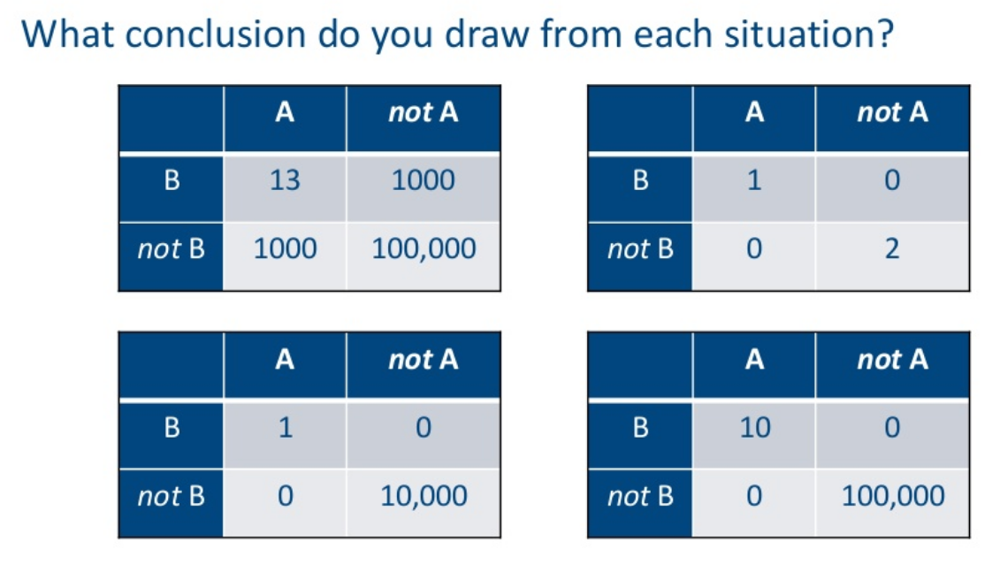 What conclusion do you draw from each situation?
A not A
B 13 1000
not B 1000 100,000
A not A
B 1 0
not B 0 2
A not A
B 1 0
not B 0 10,000
A not A
B 10 0
not B 0 100,000